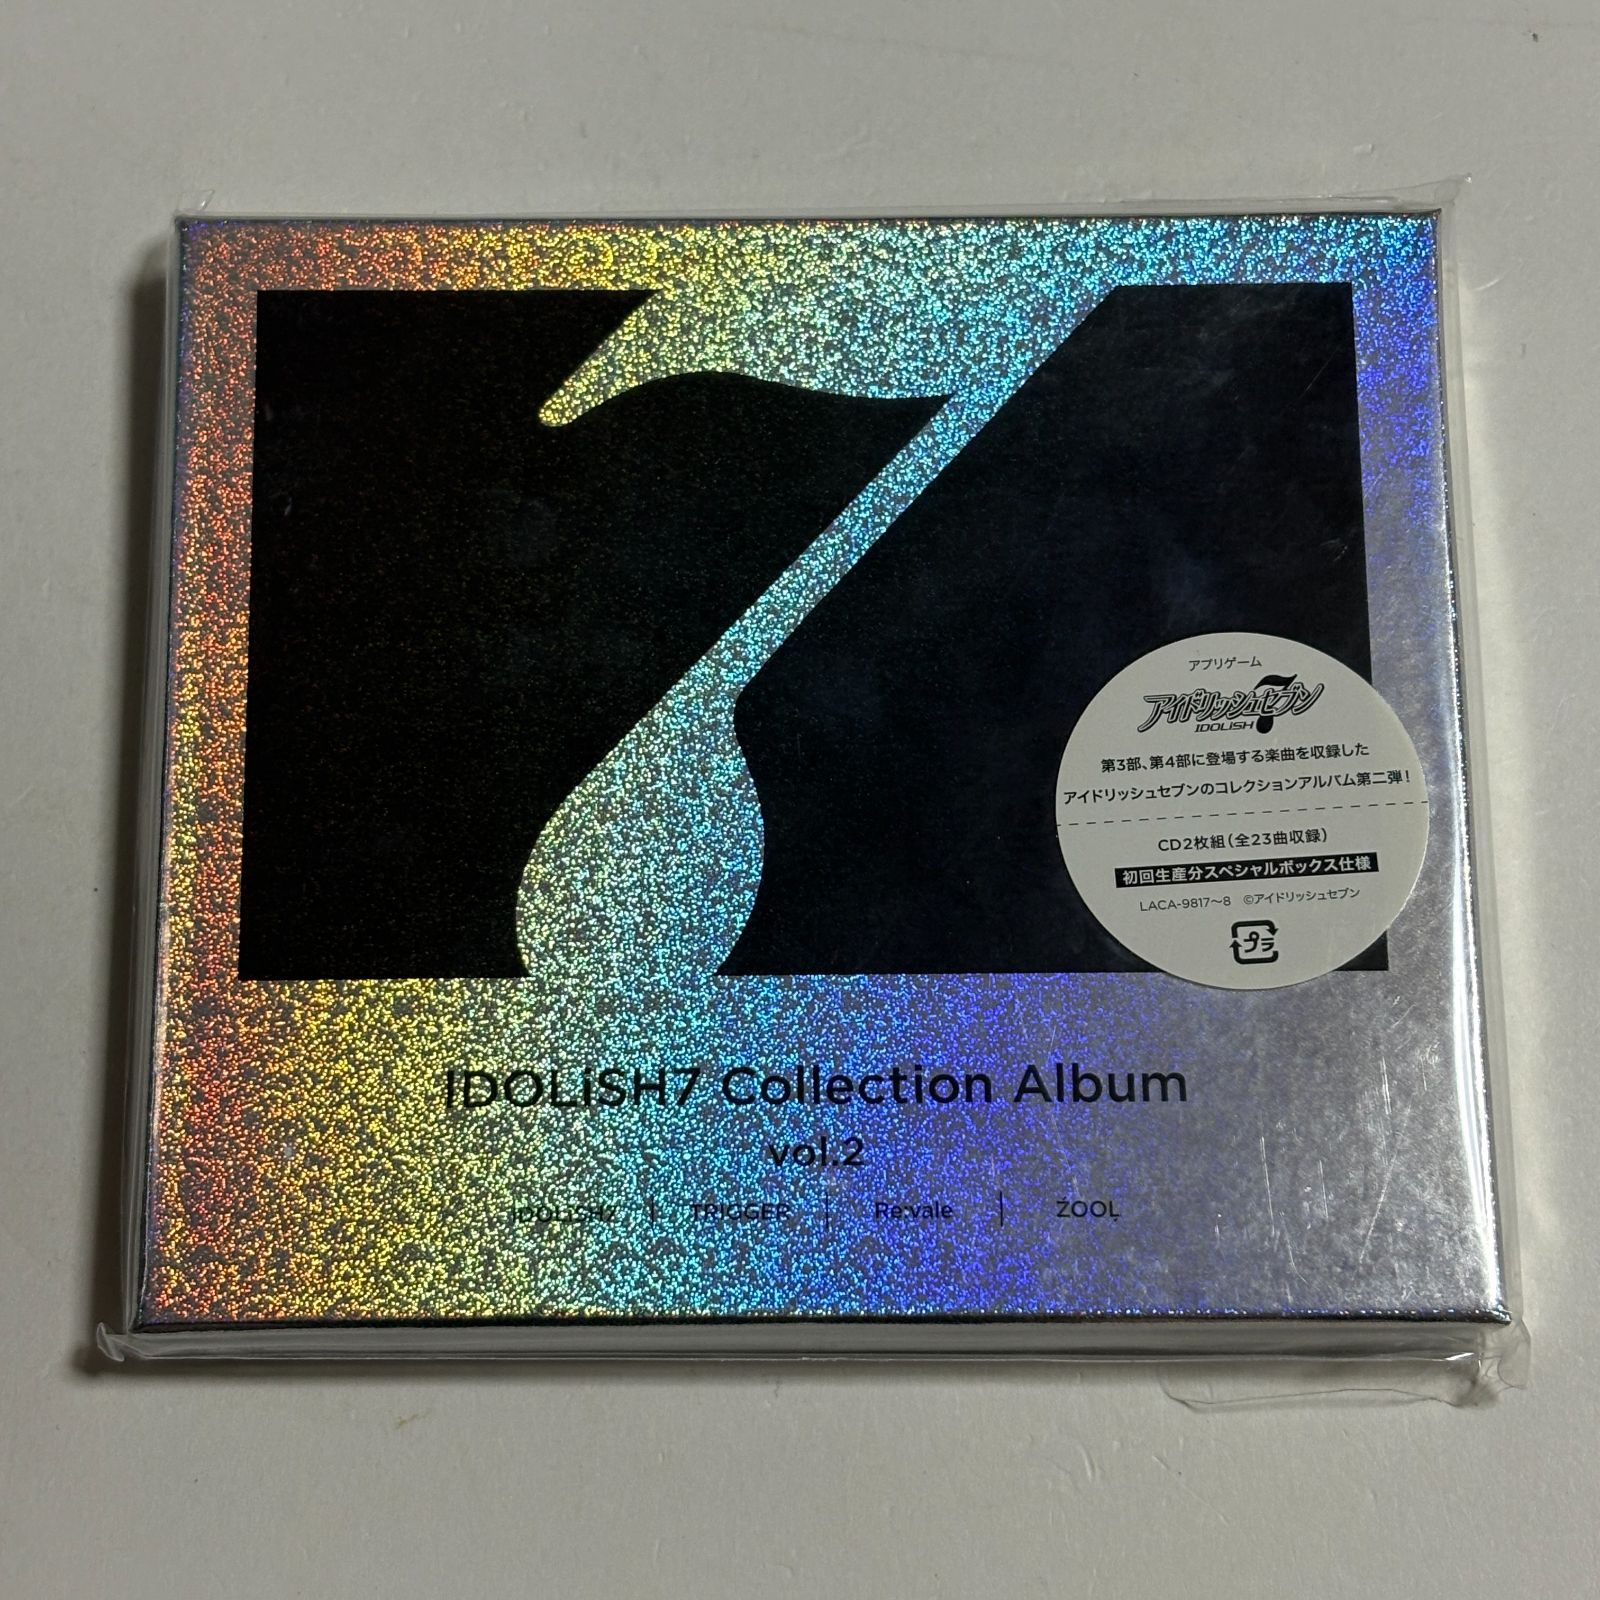 アプリゲーム
アイドリッシュセブン
IDOLiSH7
第3部、第4部に登場する楽曲を収録した
アイドリッシュセブンのコレクションアルバム第二弾!
CD2枚組(全23曲収録)
初回生産分スペシャルボックス仕様
LACA-9817〜8 ©アイドリッシュセブン
プラ
IDOLiSH7 Collection Album
vol.2
IDOLiSH7 | TRIGGER | Re:vale | ŹOOĻ